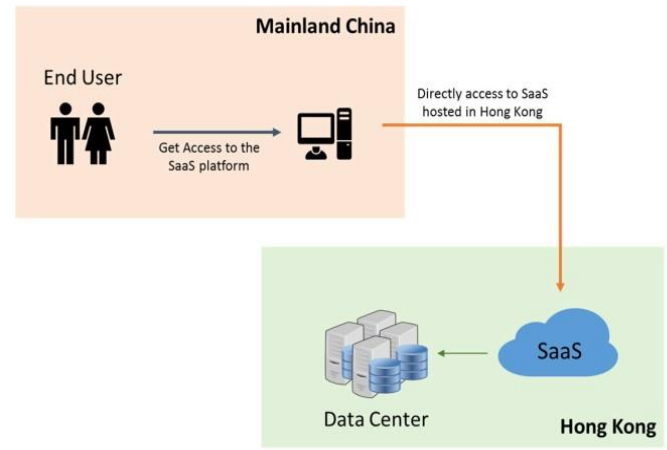 Mainland China
End User
Get Access to the
SaaS platform
Directly access to SaaS
hosted in Hong Kong
SaaS
Data Center
Hong Kong